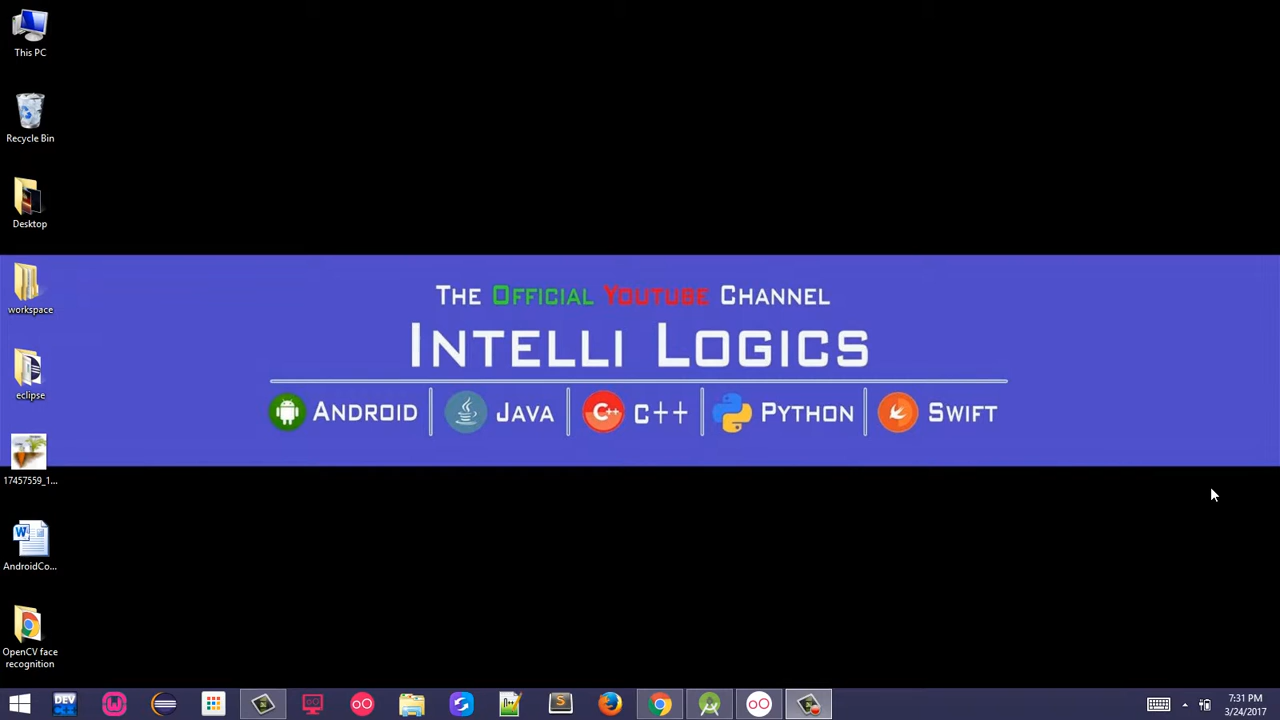 This PC
Recycle Bin
Desktop
workspace
eclipse
17457559_1...
AndroidCo...
OpenCV face
recognition
The Official Youtube Channel
Intelli Logics
Android
Java
C++
C++
Python
Swift
DEV
C++
7:31 PM
3/24/2017